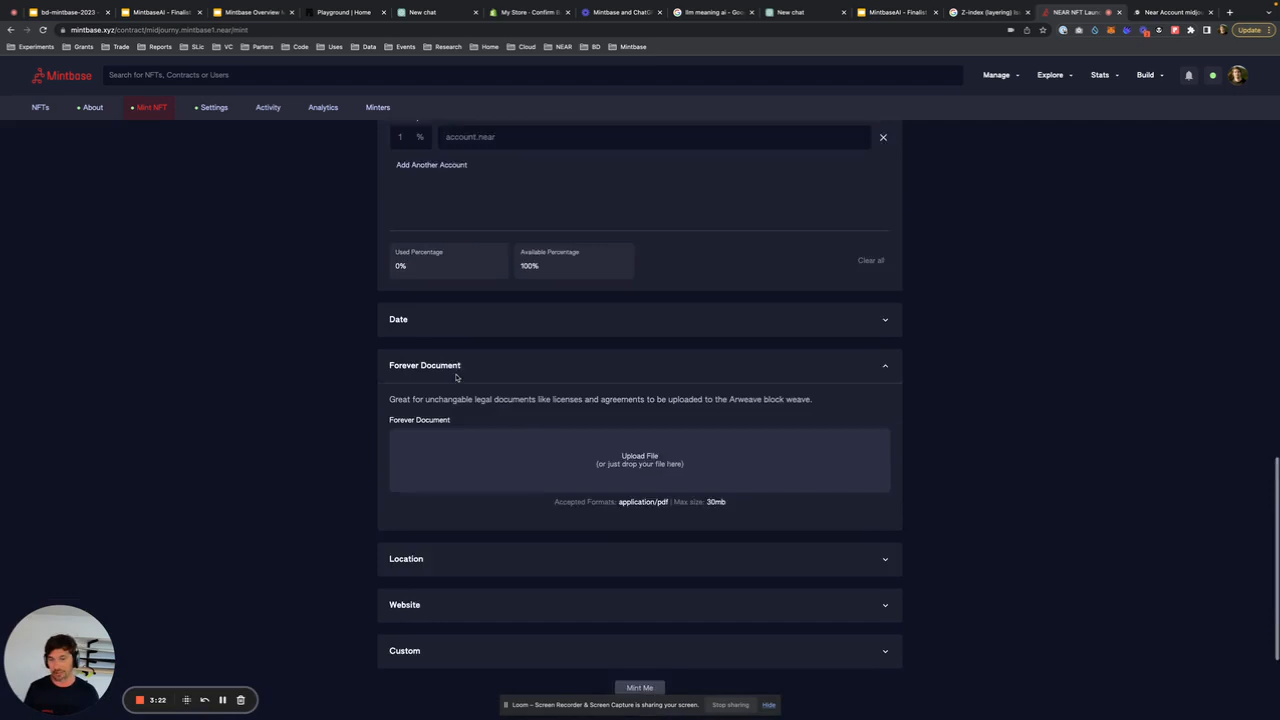 bd-mintbase-2023 -
MintbaseAI - Finalist
Mintbase Overview
Playground | Home
New chat
My Store - Confirm
Mintbase and ChatG
llm meaning ai - Goo
New chat
MintbaseAI - Finalist
Z-index (layering) iss
NEAR NFT Laun
Near Account midjo
mintbase.xyz/contract/midjourny.mintbase1.near/mint
Update
Experiments
Grants
Trade
Reports
SLic
VC
Parters
Code
Uses
Data
Events
Research
Home
Cloud
NEAR
BD
Mintbase
Mintbase
Search for NFTs, Contracts or Users
Manage
Explore
Stats
Build
NFTs
About
Mint NFT
Settings
Activity
Analytics
Minters
1 %
account.near
Add Another Account
Used Percentage
0%
Available Percentage
100%
Clear all
Date
Forever Document
Great for unchangable legal documents like licenses and agreements to be uploaded to the Arweave block weave.
Forever Document
Upload File
(or just drop your file here)
Accepted Formats: application/pdf | Max size: 30mb
Location
Website
Custom
Mint Me
3:22
Loom – Screen Recorder & Screen Capture is sharing your screen.
Stop sharing
Hide